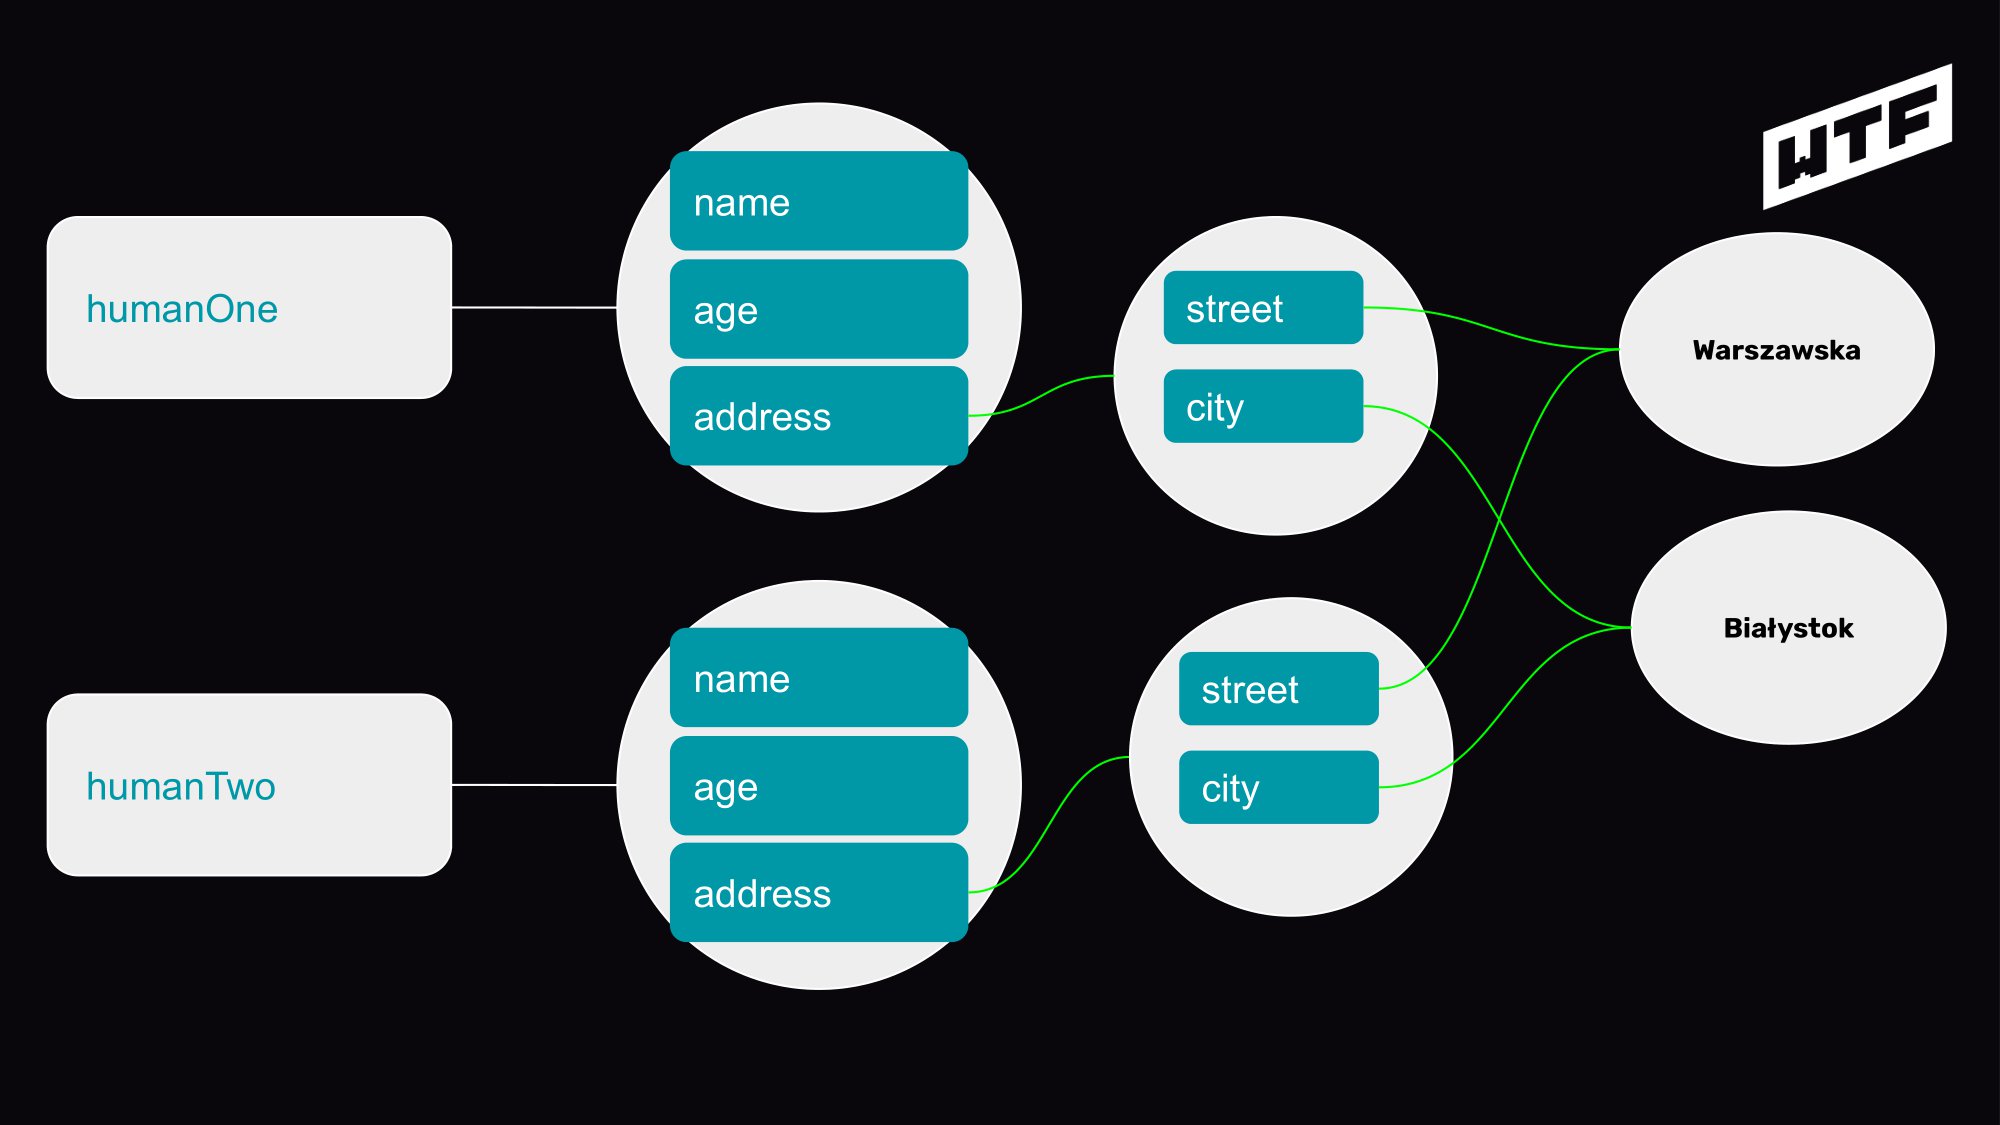 WTF
humanOne
name
age
address
street
city
Warszawska
Białystok
humanTwo
name
age
address
street
city